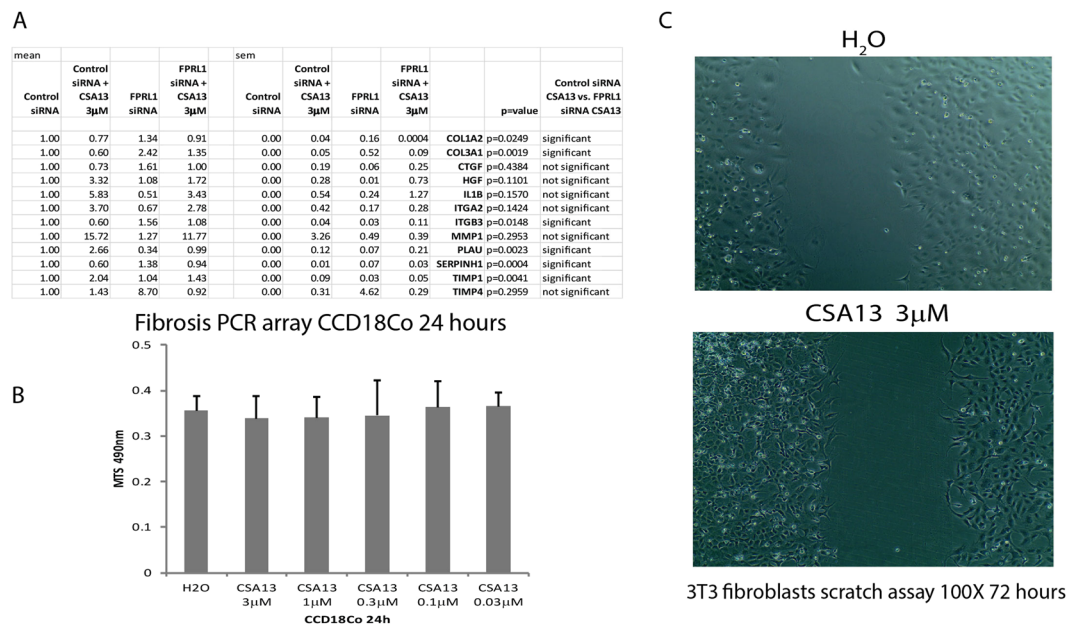 A
mean sem
Control siRNA Control siRNA + CSA13 3µM FPRL1 siRNA FPRL1 siRNA + CSA13 3µM Control siRNA Control siRNA + CSA13 3µM FPRL1 siRNA FPRL1 siRNA + CSA13 3µM p=value Control siRNA CSA13 vs. FPRL1 siRNA CSA13
1.00 0.77 1.34 0.91 0.00 0.04 0.16 0.0004 COL1A2 p=0.0249 significant
1.00 0.60 2.42 1.35 0.00 0.05 0.52 0.09 COL3A1 p=0.0019 significant
1.00 0.73 1.61 1.00 0.00 0.19 0.06 0.25 CTGF p=0.4384 not significant
1.00 3.32 1.08 1.72 0.00 0.28 0.01 0.73 HGF p=0.1101 not significant
1.00 5.83 0.51 3.43 0.00 0.54 0.24 1.27 IL1B p=0.1570 not significant
1.00 3.70 0.67 2.78 0.00 0.42 0.17 0.28 ITGA2 p=0.1424 not significant
1.00 0.60 1.56 1.08 0.00 0.04 0.03 0.11 ITGB3 p=0.0148 significant
1.00 15.72 1.27 11.77 0.00 3.26 0.49 0.39 MMP1 p=0.2953 not significant
1.00 2.66 0.34 0.99 0.00 0.12 0.07 0.21 PLAU p=0.0023 significant
1.00 0.60 1.38 0.94 0.00 0.01 0.07 0.03 SERPINH1 p=0.0004 significant
1.00 2.04 1.04 1.43 0.00 0.09 0.03 0.05 TIMP1 p=0.0041 significant
1.00 1.43 8.70 0.92 0.00 0.31 4.62 0.29 TIMP4 p=0.2959 not significant
Fibrosis PCR array CCD18Co 24 hours
B
MTS 490nm
0.5
0.4
0.3
0.2
0.1
0
H2O CSA13 CSA13 CSA13 CSA13 CSA13
3µM 1µM 0.3µM 0.1µM 0.03µM
CCD18Co 24h
C
H₂O
CSA13 3µM
3T3 fibroblasts scratch assay 100X 72 hours